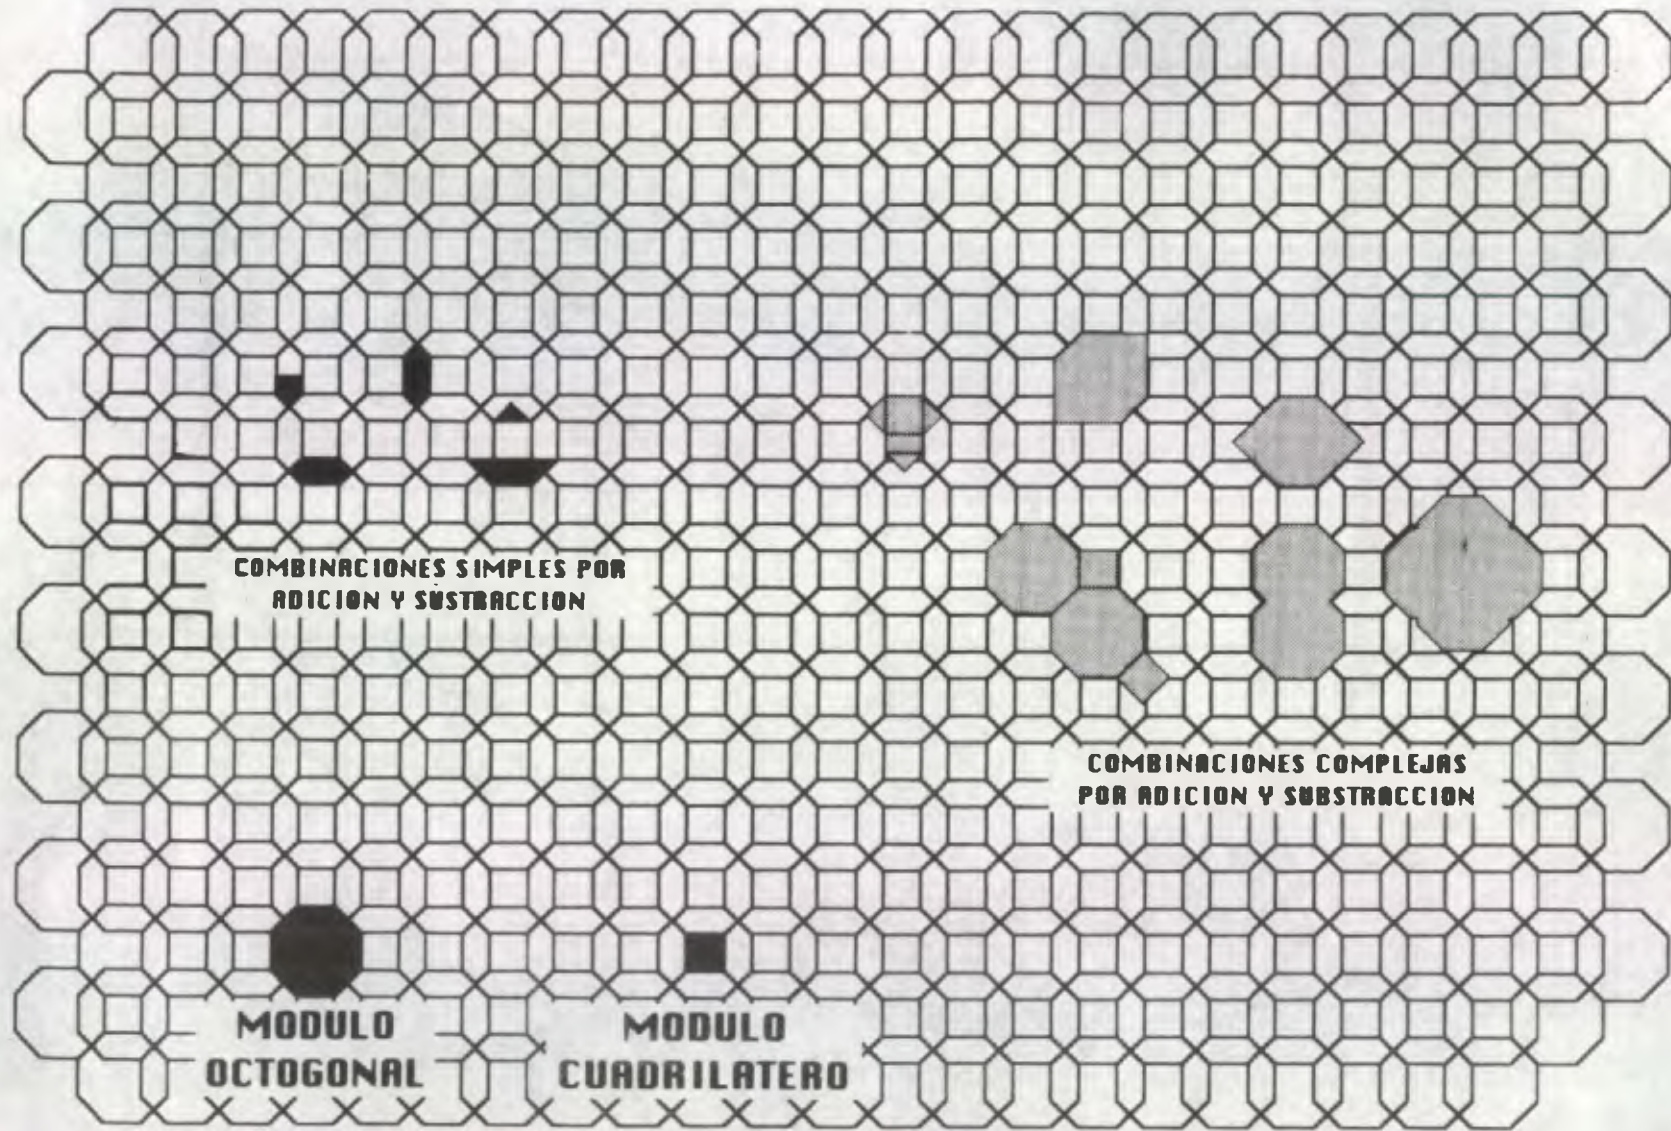 COMBINACIONES SIMPLES POR
ADICION Y SUSTRACCION
COMBINACIONES COMPLEJAS
POR ADICION Y SUBSTRACCION
MODULO
OCTOGONAL
MODULO
CUADRILATERO